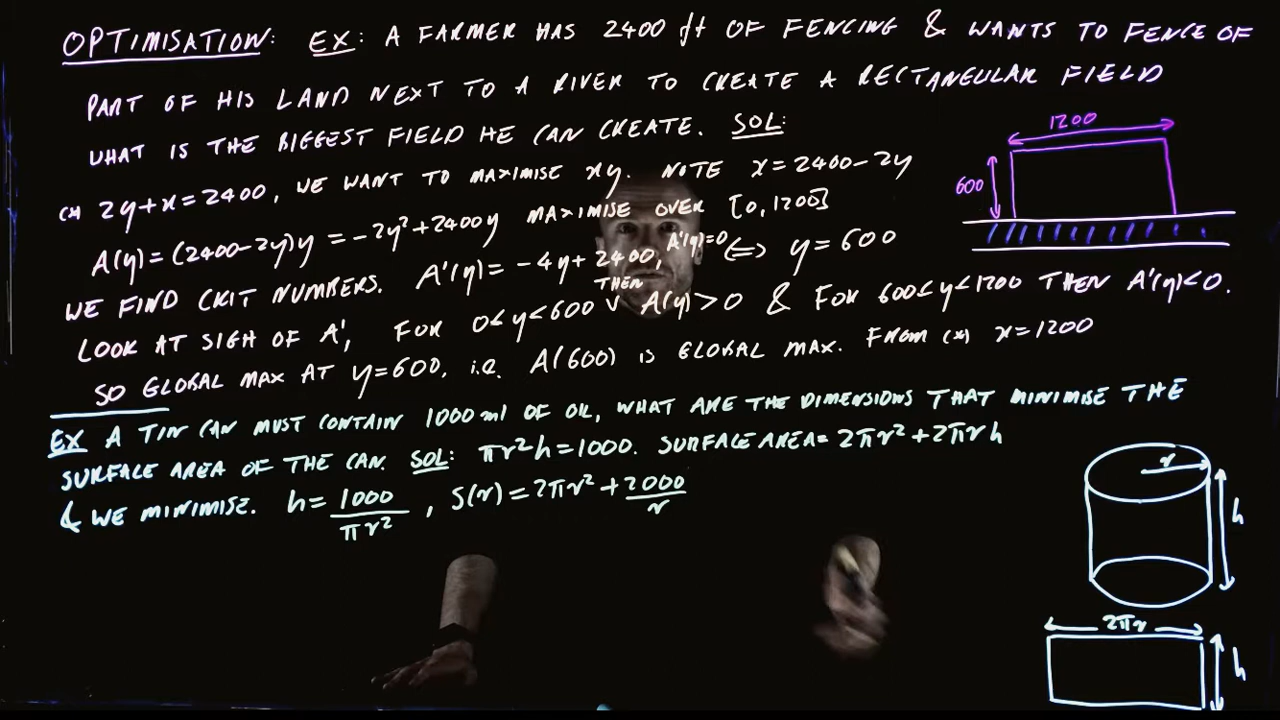 OPTIMISATION: EX: A FARMER HAS 2400 ft OF FENCING & WANTS TO FENCE OF
PART OF HIS LAND NEXT TO A RIVER TO CREATE A RECTANGULAR FIELD
WHAT IS THE BIGGEST FIELD HE CAN CREATE. SOL:
(*) 2y+x=2400, WE WANT TO MAXIMISE xy. NOTE x=2400-2y
A(y)=(2400-2y)y=-2y²+2400y MAXIMISE OVER [0,1200]
WE FIND CRIT NUMBERS. A'(y)=-4y+2400, A'(y)=0 ⟺ y=600
LOOK AT SIGN OF A', FOR 0<y<600 THEN A(y)>0 & FOR 600<y<1200 THEN A'(y)<0.
SO GLOBAL MAX AT y=600, i.e. A(600) IS GLOBAL MAX. FROM (*) x=1200
1200
600
EX A TIN CAN MUST CONTAIN 1000 ml OF OIL, WHAT ARE THE DIMENSIONS THAT MINIMISE THE
SURFACE AREA OF THE CAN. SOL: πr²h=1000. SURFACE AREA=2πr²+2πrh
& WE MINIMISE. h=1000/πr², S(r)=2πr²+2000/r
r
h
2πr
h